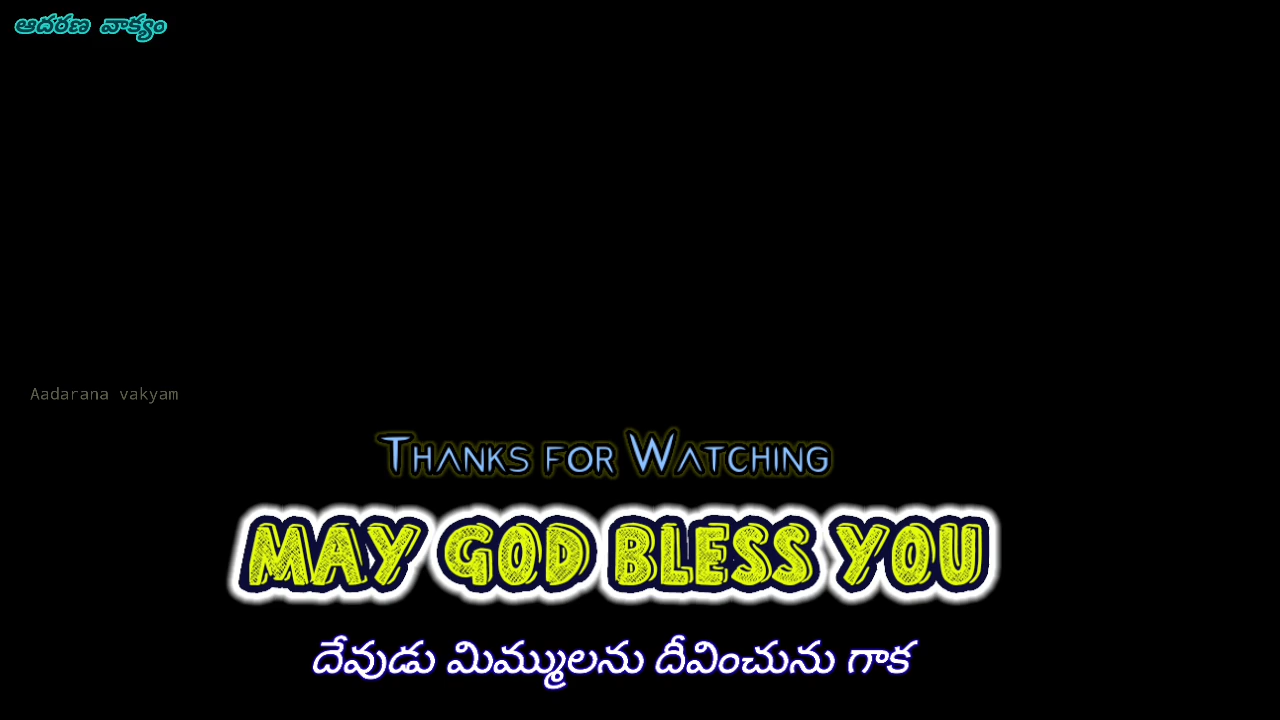 ఆదరణ వాక్యం
Aadarana vakyam
Thanks for Watching
MAY GOD BLESS YOU
దేవుడు మిమ్ములను దీవించును గాక